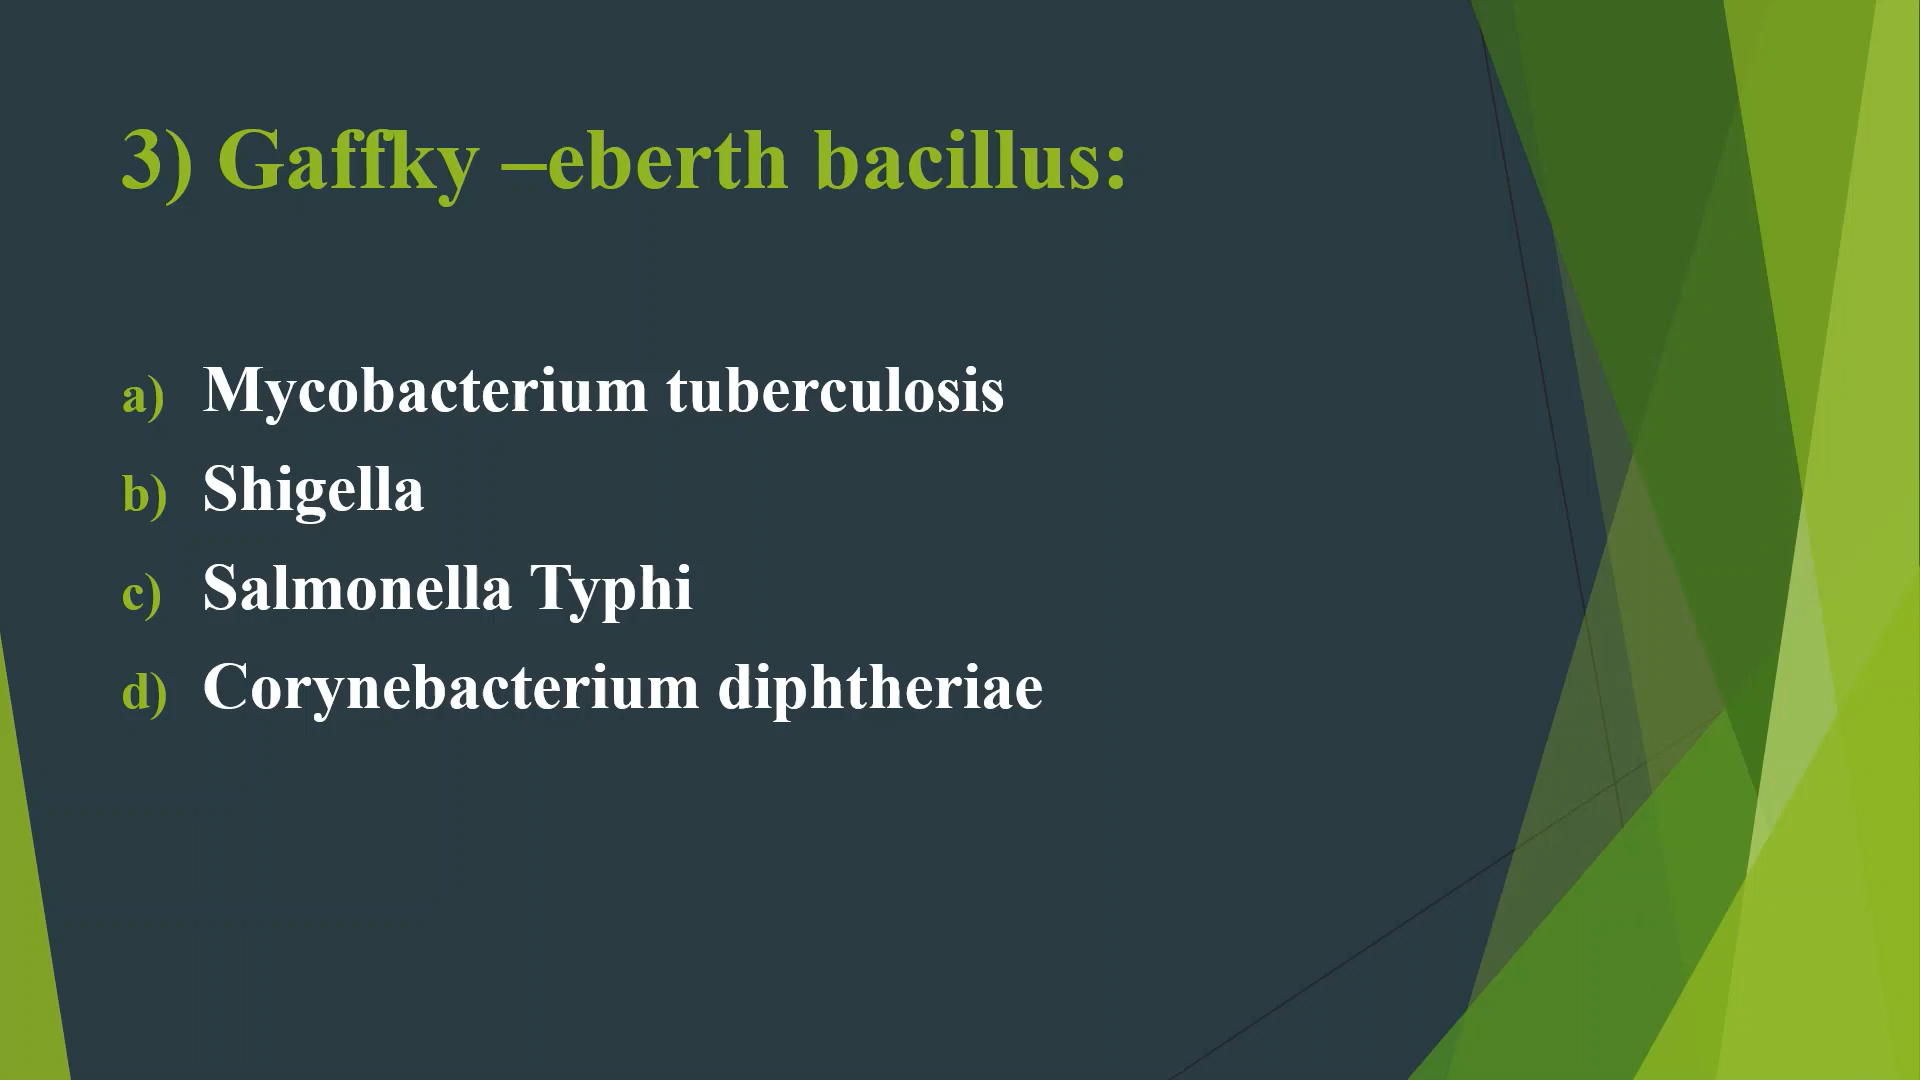 3) Gaffky –eberth bacillus:
a) Mycobacterium tuberculosis
b) Shigella
c) Salmonella Typhi
d) Corynebacterium diphtheriae